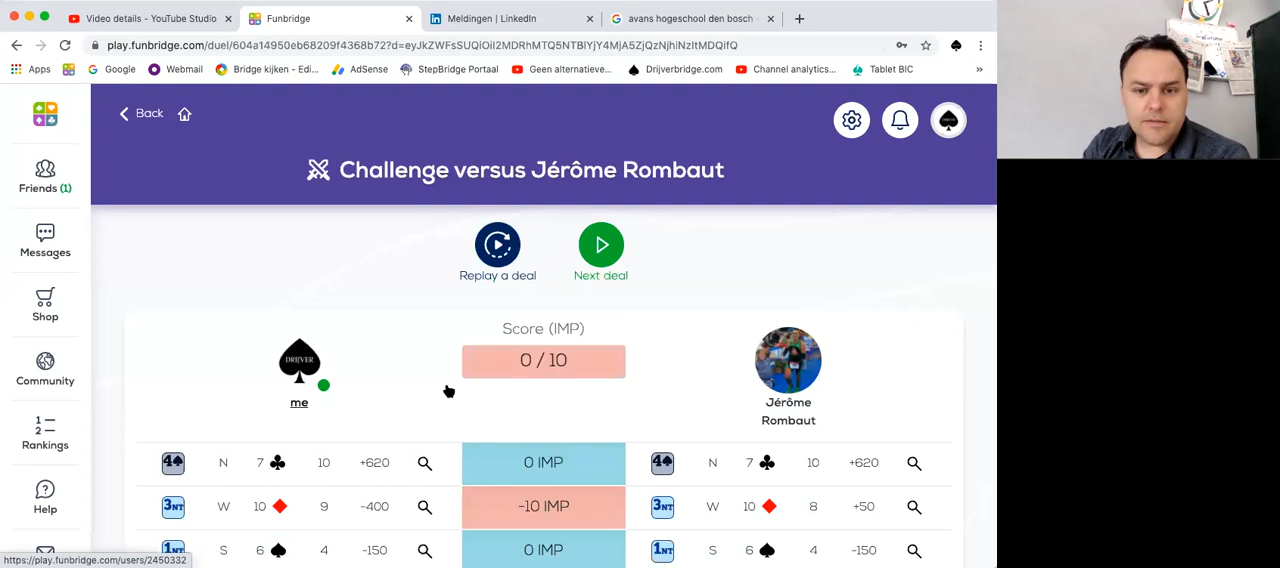 Video details - YouTube Studio
Funbridge
Meldingen | LinkedIn
avans hogeschool den bosch -
play.funbridge.com/duel/604a14950eb68209f4368b72?d=eyJkZWFsSUQiOiI2MDRhMTQ5NTBlYjY4MjA5ZjQzNjhiNzItMDQifQ
Apps
Google
Webmail
Bridge kijken - Edi...
AdSense
StepBridge Portaal
Geen alternatieve...
Drijverbridge.com
Channel analytics...
Tablet BIC
»
Back
Challenge versus Jérôme Rombaut
Friends (1)
Messages
Shop
Community
Rankings
Help
Replay a deal
Next deal
Score (IMP)
0 / 10
DRIJVER
me
Jérôme
Rombaut
4♠ N 7 ♣ 10 +620 0 IMP 4♠ N 7 ♣ 10 +620
3NT W 10 ♦ 9 -400 -10 IMP 3NT W 10 ♦ 8 +50
1NT S 6 ♠ 4 -150 0 IMP 1NT S 6 ♠ 4 -150
https://play.funbridge.com/users/2450332